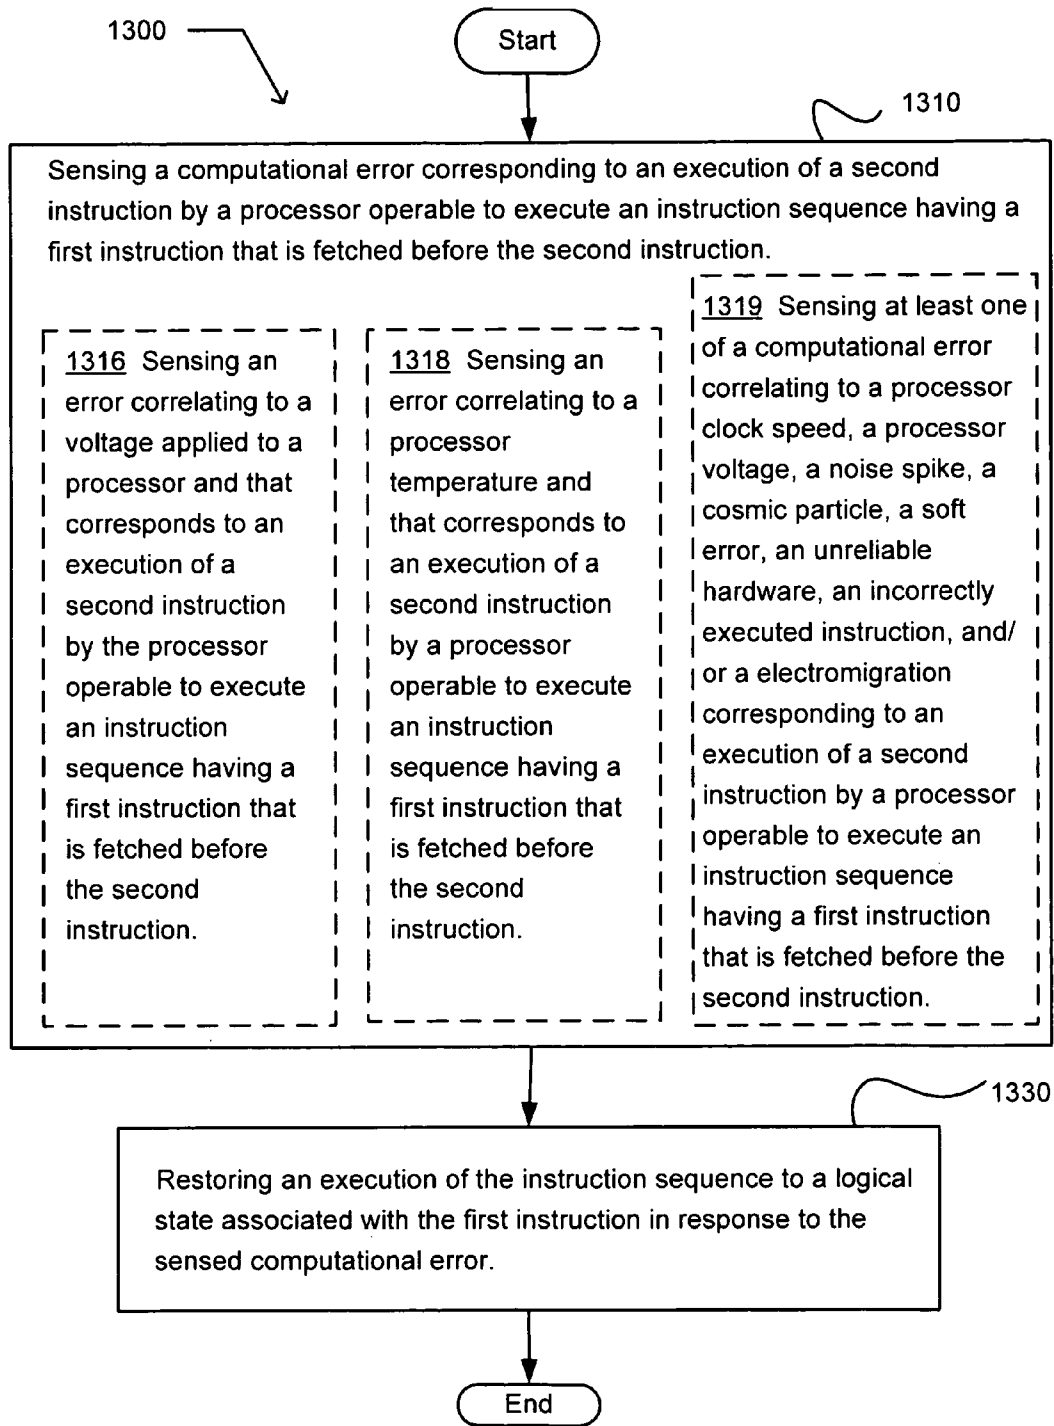 1300
Start
1310
Sensing a computational error corresponding to an execution of a second
instruction by a processor operable to execute an instruction sequence having a
first instruction that is fetched before the second instruction.
1316 Sensing an
error correlating to a
voltage applied to a
processor and that
corresponds to an
execution of a
second instruction
by the processor
operable to execute
an instruction
sequence having a
first instruction that
is fetched before
the second
instruction.
1318 Sensing an
error correlating to a
processor
temperature and
that corresponds to
an execution of a
second instruction
by a processor
operable to execute
an instruction
sequence having a
first instruction that
is fetched before
the second
instruction.
1319 Sensing at least one
of a computational error
correlating to a processor
clock speed, a processor
voltage, a noise spike, a
cosmic particle, a soft
error, an unreliable
hardware, an incorrectly
executed instruction, and/
or a electromigration
corresponding to an
execution of a second
instruction by a processor
operable to execute an
instruction sequence
having a first instruction
that is fetched before the
second instruction.
1330
Restoring an execution of the instruction sequence to a logical
state associated with the first instruction in response to the
sensed computational error.
End